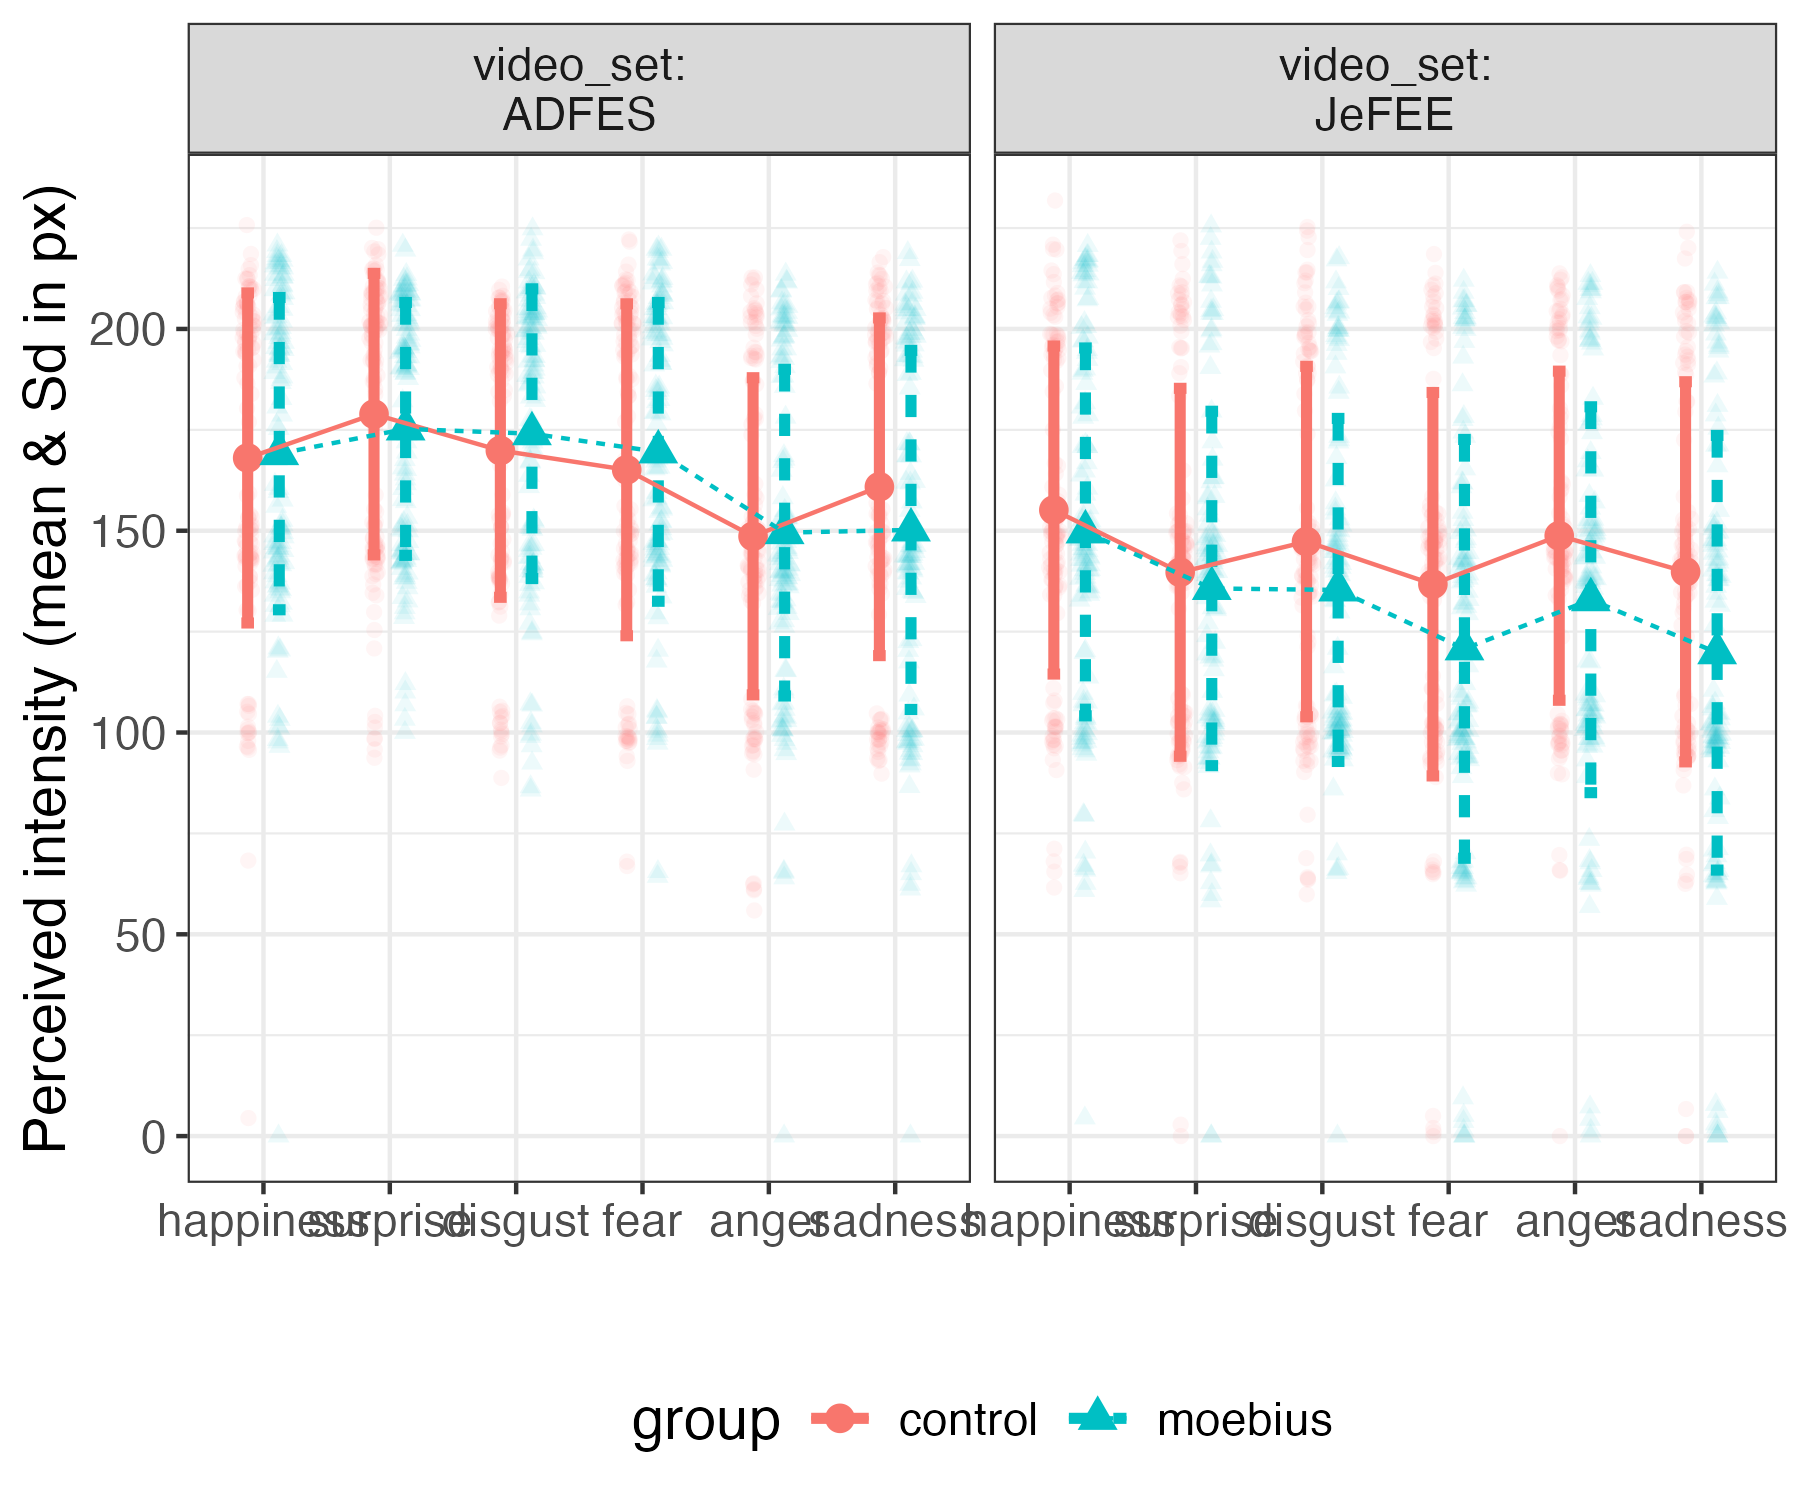 video_set:
ADFES
video_set:
JeFEE
Perceived intensity (mean & Sd in px)
200
150
100
50
0
happiness surprise disgust fear anger sadness
happiness surprise disgust fear anger sadness
group control moebius